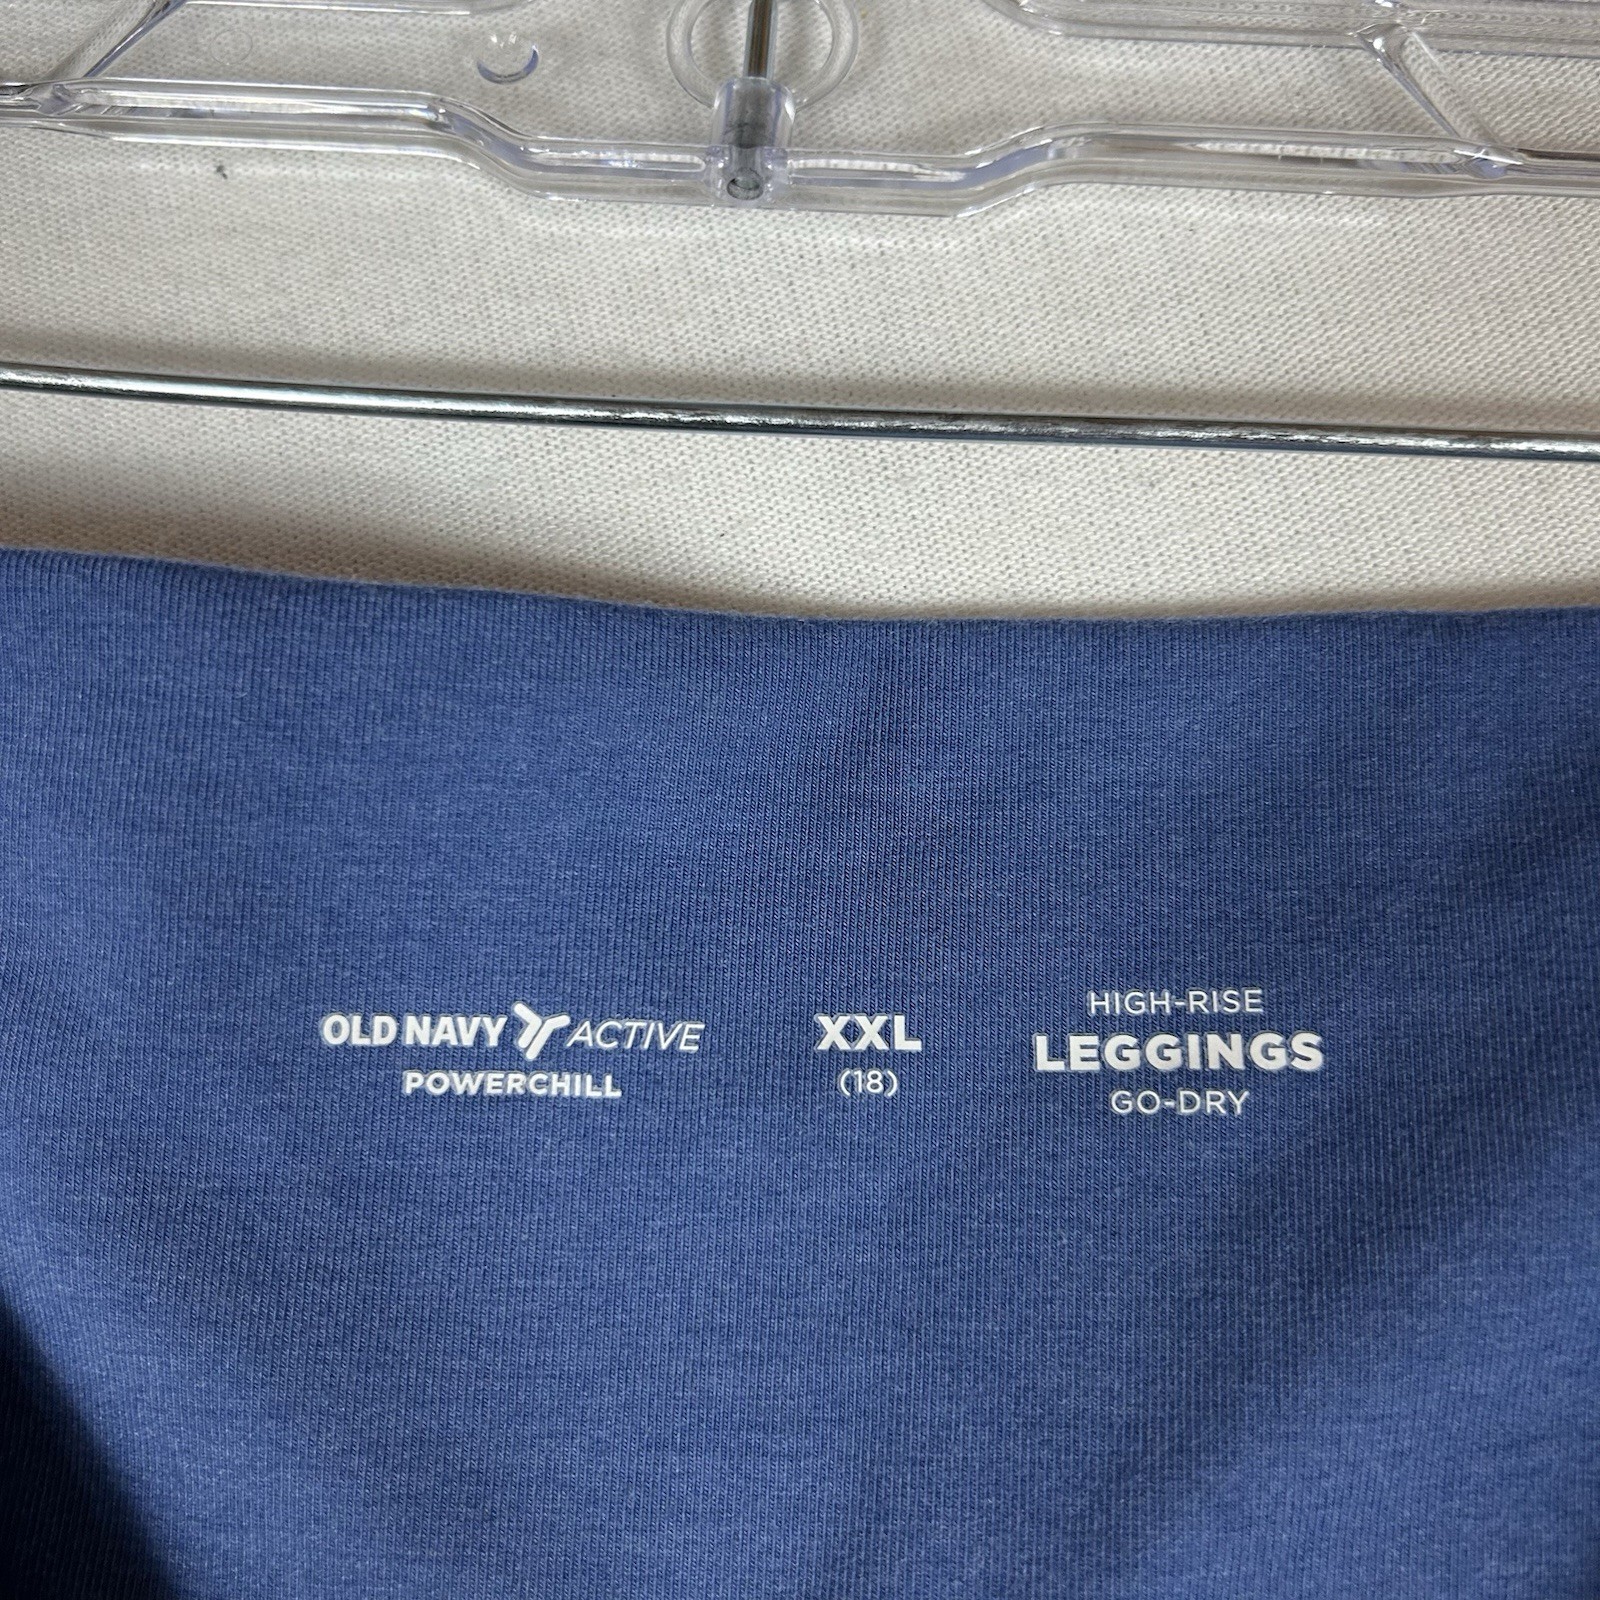 OLD NAVY ACTIVE
POWERCHILL
XXL
(18)
HIGH-RISE
LEGGINGS
GO-DRY